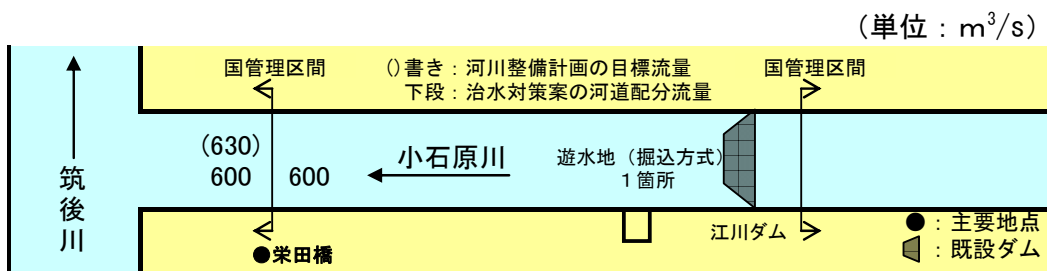 (単位:m³/s)
国管理区間
()書き:河川整備計画の目標流量
下段:治水対策案の河道配分流量
国管理区間
(630)
600
600
小石原川
遊水地(掘込方式)
1箇所
筑後川
江川ダム
●栄田橋
●:主要地点
:既設ダム